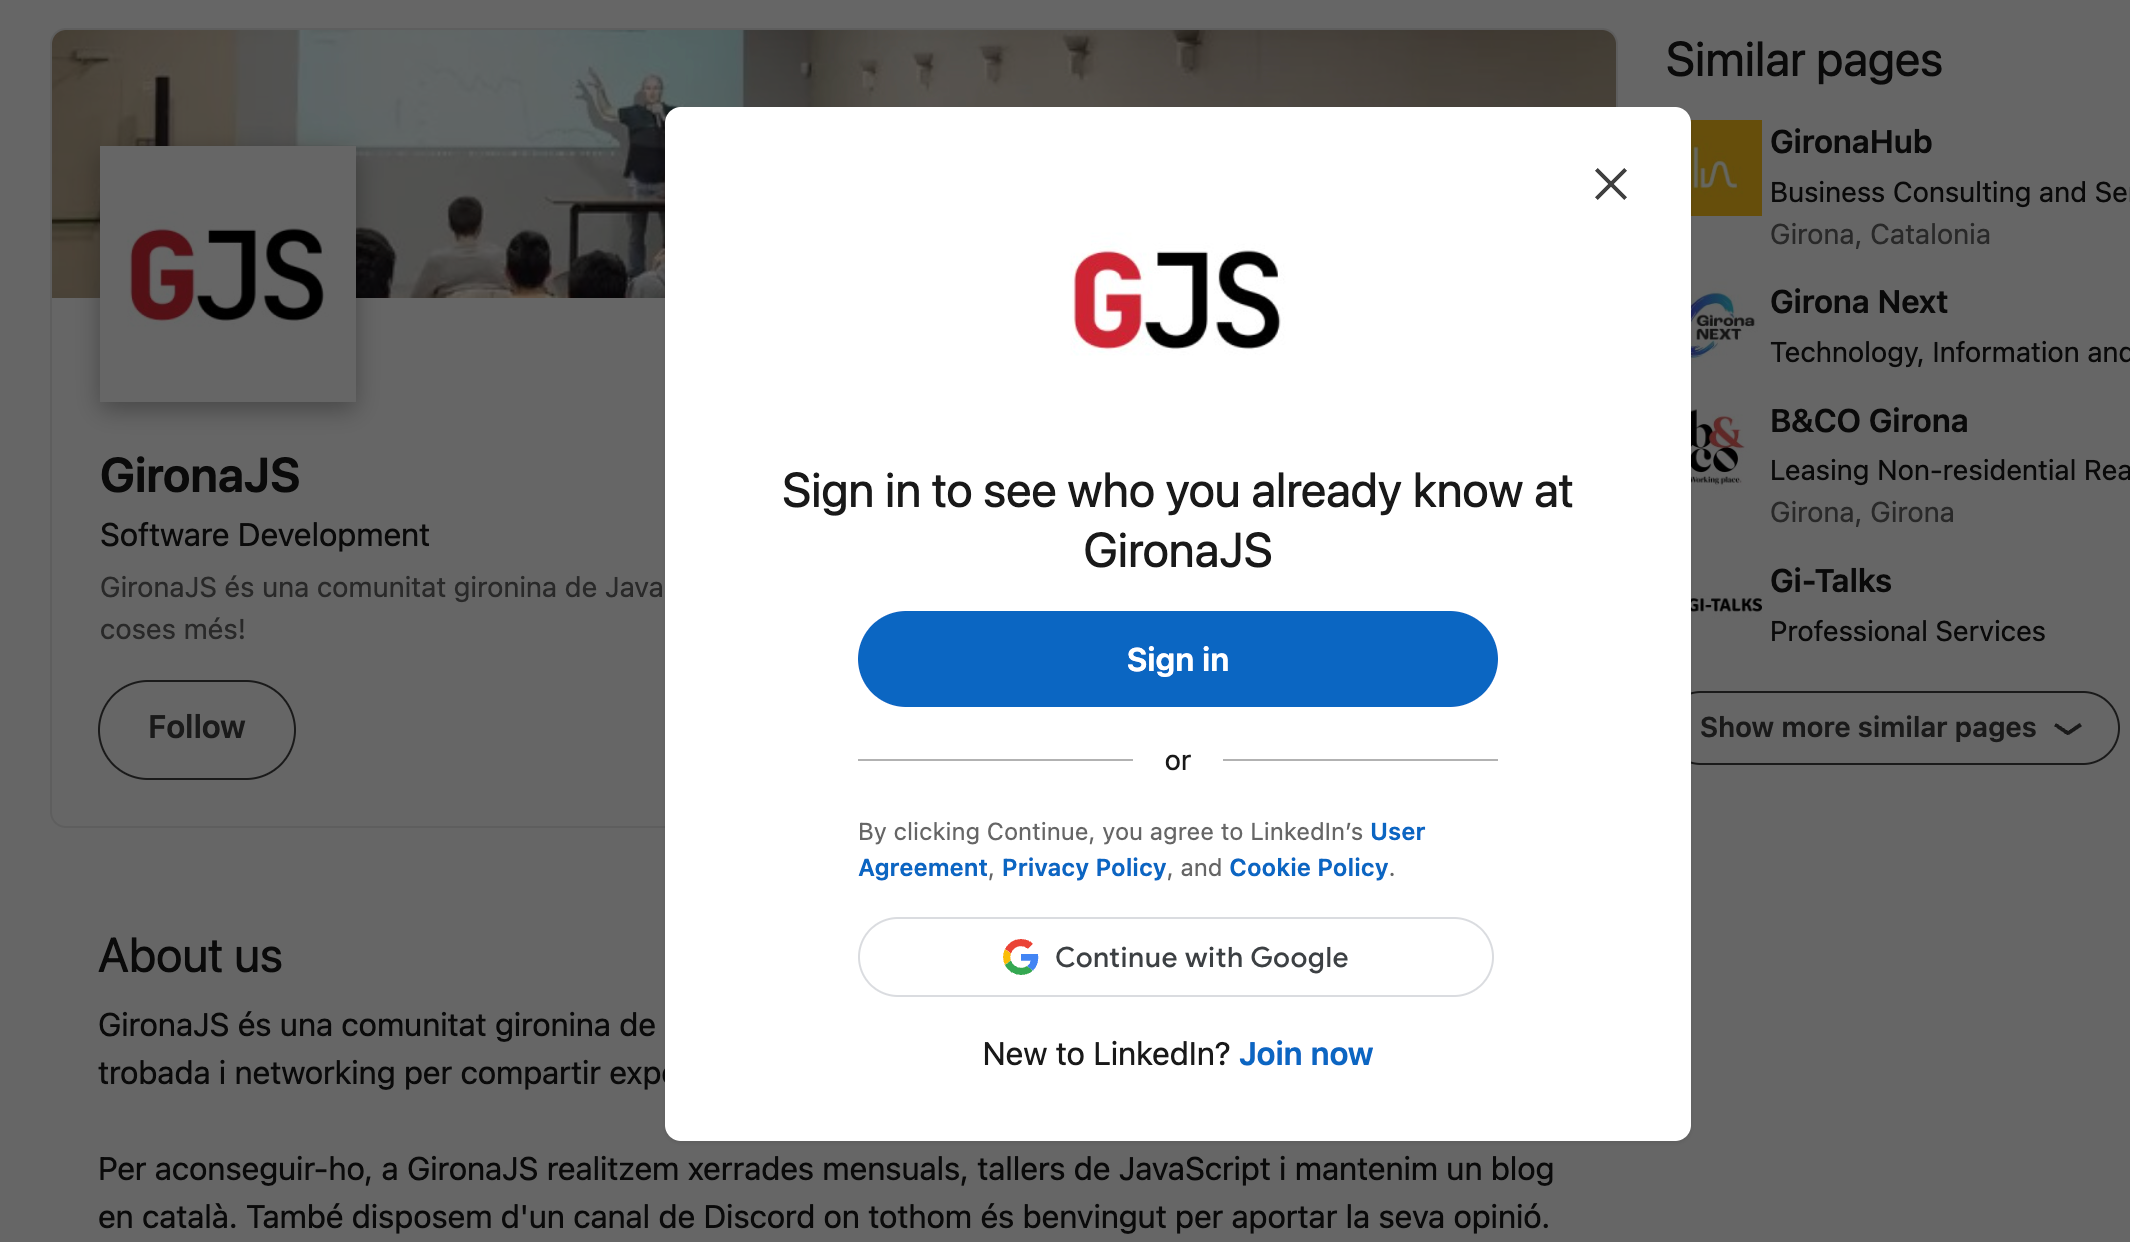 GJS
GironaJS
Software Development
GironaJS és una comunitat gironina de Java
coses més!
Follow
About us
GironaJS és una comunitat gironina de
trobada i networking per compartir exp
Per aconseguir-ho, a GironaJS realitzem xerrades mensuals, tallers de JavaScript i mantenim un blog
en català. També disposem d'un canal de Discord on tothom és benvingut per aportar la seva opinió.
GJS
Sign in to see who you already know at
GironaJS
Sign in
or
By clicking Continue, you agree to LinkedIn’s User
Agreement, Privacy Policy, and Cookie Policy.
Continue with Google
New to LinkedIn? Join now
Similar pages
GironaHub
Business Consulting and Se
Girona, Catalonia
Girona
NEXT
Girona Next
Technology, Information and
b&
co
Working place.
B&CO Girona
Leasing Non-residential Rea
Girona, Girona
GI-TALKS
Gi-Talks
Professional Services
Show more similar pages